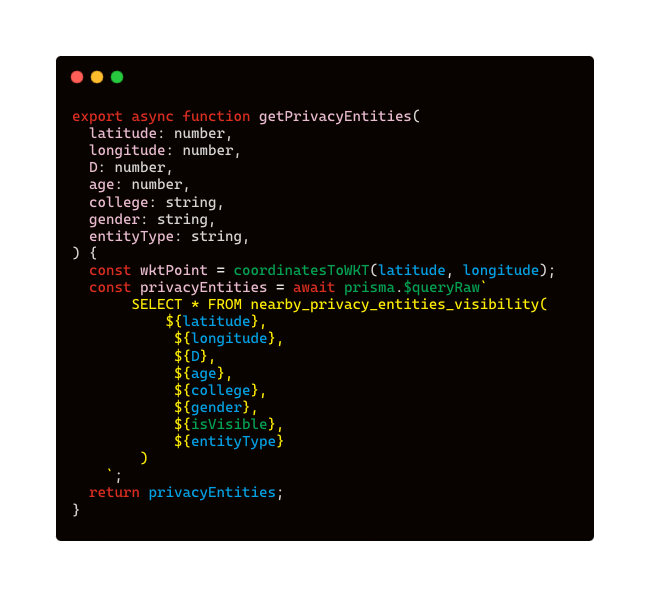 export async function getPrivacyEntities(
  latitude: number,
  longitude: number,
  D: number,
  age: number,
  college: string,
  gender: string,
  entityType: string,
) {
  const wktPoint = coordinatesToWKT(latitude, longitude);
  const privacyEntities = await prisma.$queryRaw`
       SELECT * FROM nearby_privacy_entities_visibility(
           ${latitude},
            ${longitude},
            ${D},
            ${age},
            ${college},
            ${gender},
            ${isVisible},
            ${entityType}
        )
    `;
  return privacyEntities;
}